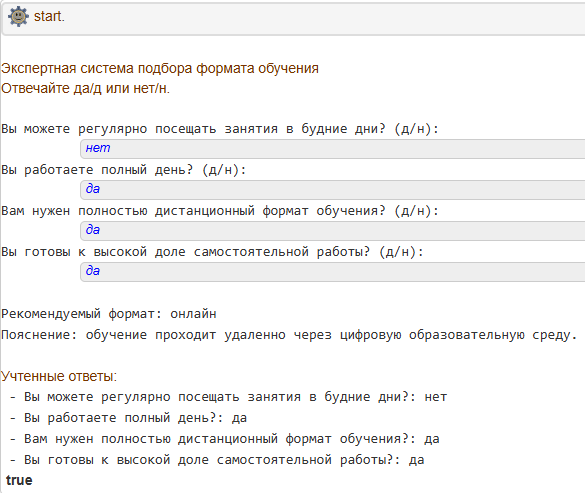 start.
Экспертная система подбора формата обучения
Отвечайте да/д или нет/н.
Вы можете регулярно посещать занятия в будние дни? (д/н):
нет
Вы работаете полный день? (д/н):
да
Вам нужен полностью дистанционный формат обучения? (д/н):
да
Вы готовы к высокой доле самостоятельной работы? (д/н):
да
Рекомендуемый формат: онлайн
Пояснение: обучение проходит удаленно через цифровую образовательную среду.
Учтенные ответы:
- Вы можете регулярно посещать занятия в будние дни?: нет
- Вы работаете полный день?: да
- Вам нужен полностью дистанционный формат обучения?: да
- Вы готовы к высокой доле самостоятельной работы?: да
true